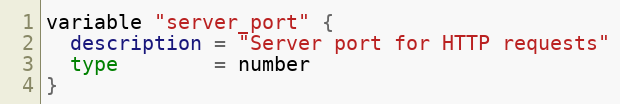 1 variable "server_port" {
2   description = "Server port for HTTP requests"
3   type        = number
4 }